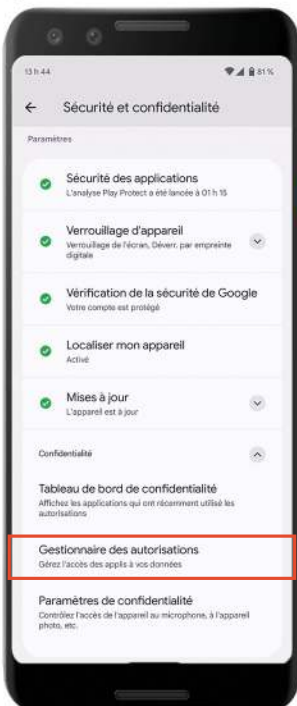 13 h 44
81 %
Sécurité et confidentialité
Paramètres
Sécurité des applications
L'analyse Play Protect a été lancée à 01 h 15
Verrouillage d'appareil
Verrouillage de l'écran, Déverr. par empreinte
digitale
Vérification de la sécurité de Google
Votre compte est protégé
Localiser mon appareil
Activé
Mises à jour
L'appareil est à jour
Confidentialité
Tableau de bord de confidentialité
Affichez les applications qui ont récemment utilisé les
autorisations
Gestionnaire des autorisations
Gérez l'accès des applis à vos données
Paramètres de confidentialité
Contrôlez l'accès de l'appareil au microphone, à l'appareil
photo, etc.